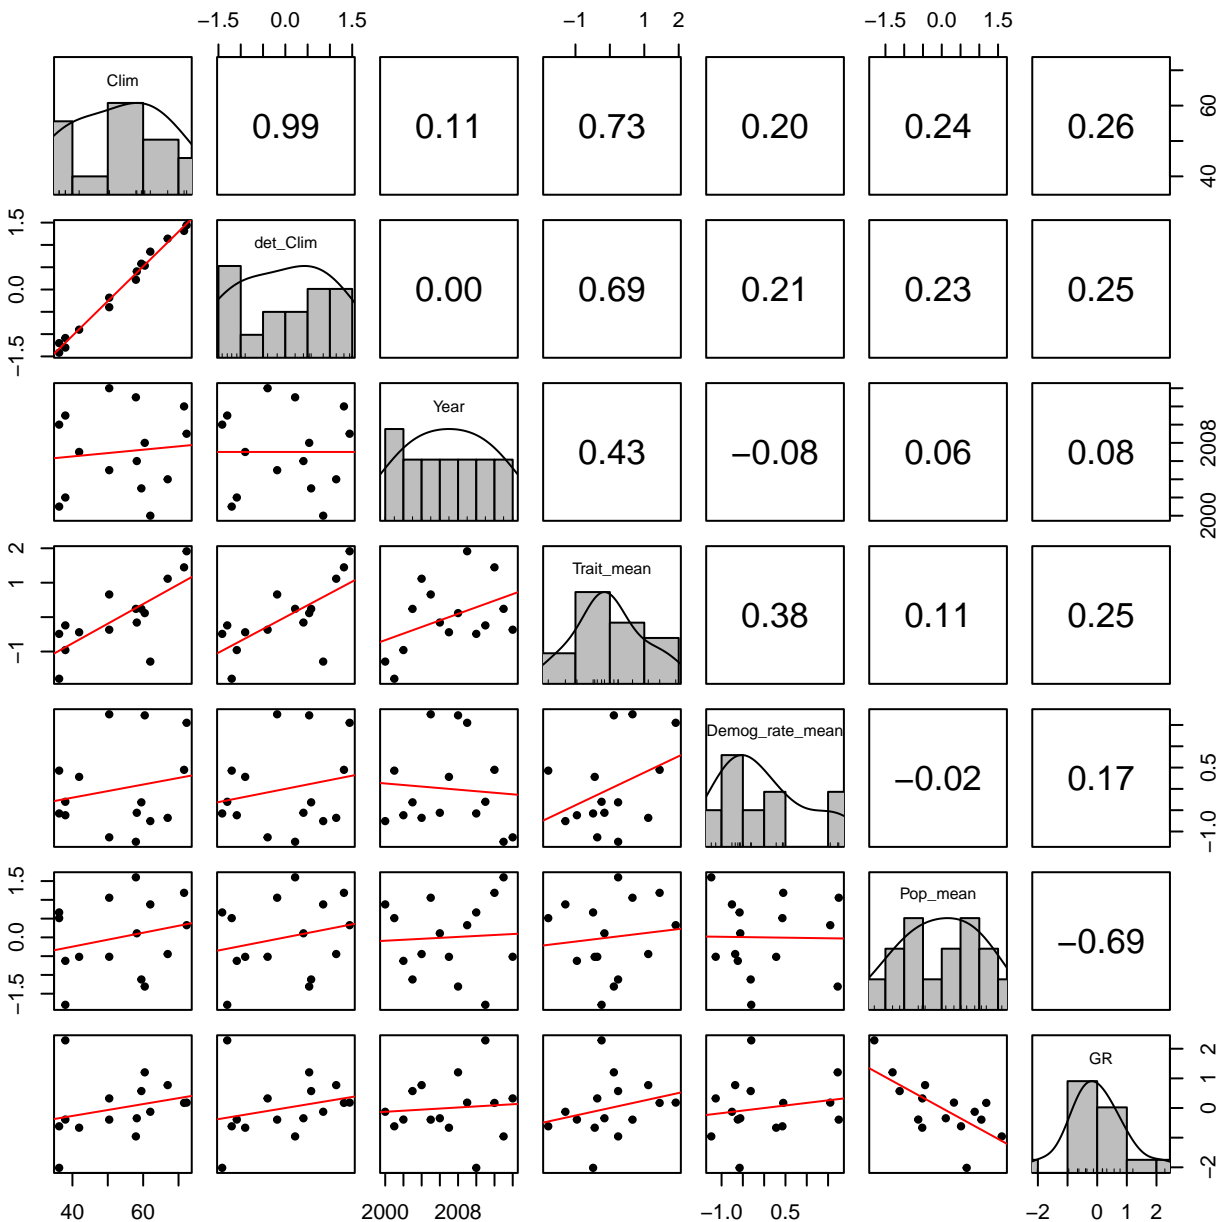 −1.5 0.0 1.5 −1 1 2 −1.5 0.0 1.5
Clim
0.99 0.11 0.73 0.20 0.24 0.26
40 60
−1.5 0.0 1.5
det_Clim
0.00 0.69 0.21 0.23 0.25
Year
0.43 −0.08 0.06 0.08
2000 2008
−1 1 2
Trait_mean
0.38 0.11 0.25
Demog_rate_mean
−0.02 0.17
−1.0 0.5
−1.5 0.0 1.5
Pop_mean
−0.69
GR
−2 0 1 2
40 60 2000 2008 −1.0 0.5 −2 0 1 2